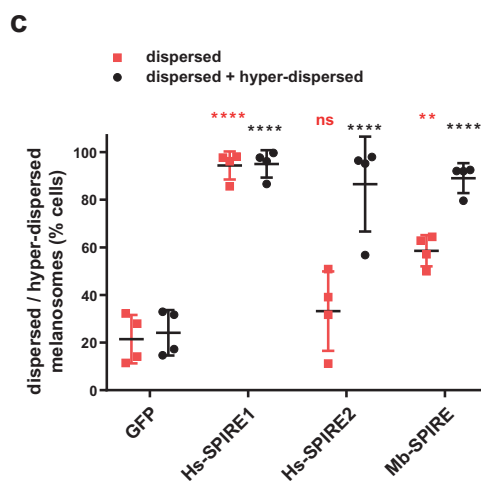 c
dispersed
dispersed + hyper-dispersed
**** **** ns **** ** ****
dispersed / hyper-dispersed
melanosomes (% cells)
100
80
60
40
20
0
GFP
Hs-SPIRE1
Hs-SPIRE2
Mb-SPIRE